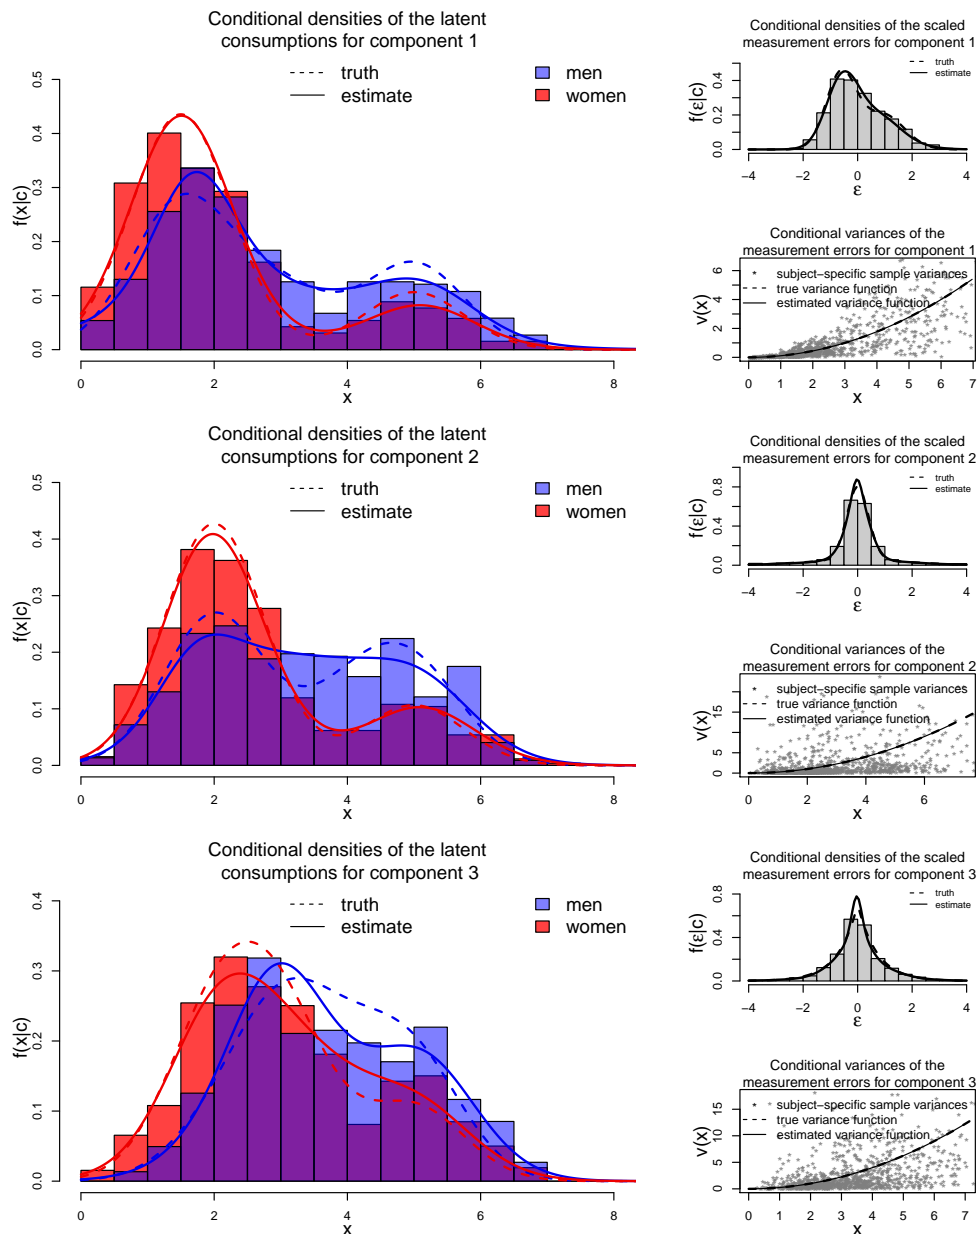 Conditional densities of the latent
consumptions for component 1
truth
estimate
men
women
f(x|c)
0.0 0.1 0.2 0.3 0.4 0.5
0 2 4 6 8
x
Conditional densities of the scaled
measurement errors for component 1
truth
estimate
f(ε|c)
0.0 0.2 0.4
−4 −2 0 2 4
ε
Conditional variances of the
measurement errors for component 1
subject−specific sample variances
true variance function
estimated variance function
v(x)
0 2 4 6
0 1 2 3 4 5 6 7
x
Conditional densities of the latent
consumptions for component 2
truth
estimate
men
women
f(x|c)
0.0 0.1 0.2 0.3 0.4 0.5
0 2 4 6 8
x
Conditional densities of the scaled
measurement errors for component 2
truth
estimate
f(ε|c)
0.0 0.4 0.8
−4 −2 0 2 4
ε
Conditional variances of the
measurement errors for component 2
subject−specific sample variances
true variance function
estimated variance function
v(x)
0 5 10 15
0 2 4 6
x
Conditional densities of the latent
consumptions for component 3
truth
estimate
men
women
f(x|c)
0.0 0.1 0.2 0.3 0.4
0 2 4 6 8
x
Conditional densities of the scaled
measurement errors for component 3
truth
estimate
f(ε|c)
0.0 0.4 0.8
−4 −2 0 2 4
ε
Conditional variances of the
measurement errors for component 3
subject−specific sample variances
true variance function
estimated variance function
v(x)
0 5 10 15
0 1 2 3 4 5 6 7
x